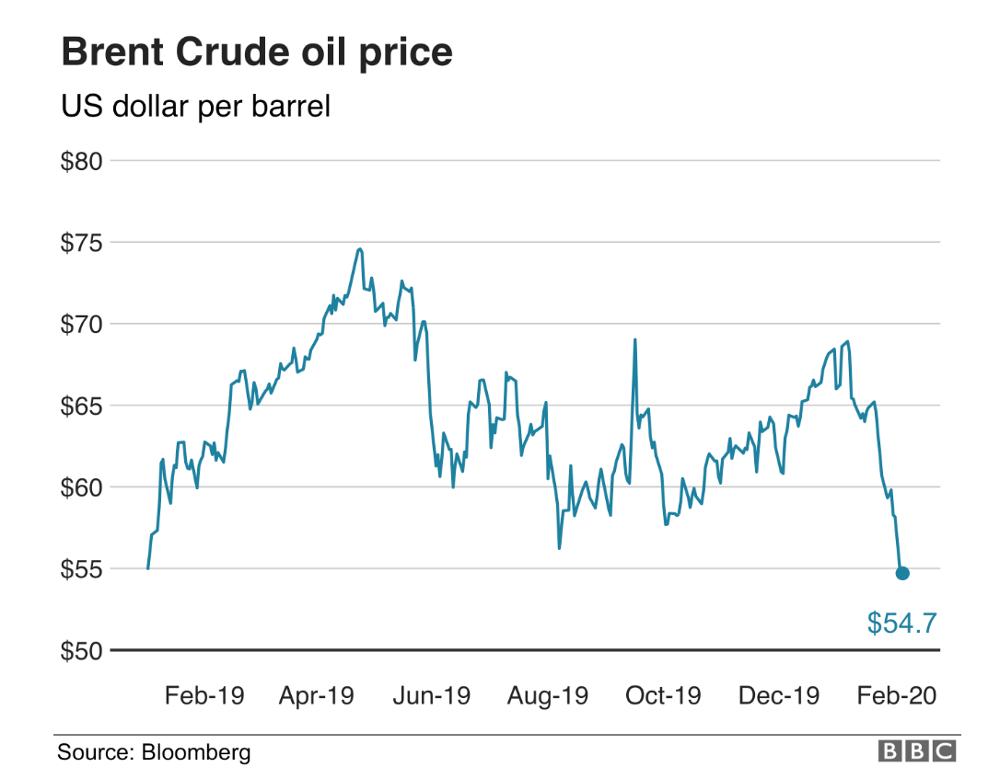 Brent Crude oil price
US dollar per barrel
$80
$75
$70
$65
$60
$55
$54.7
$50
Feb-19 Apr-19 Jun-19 Aug-19 Oct-19 Dec-19 Feb-20
Source: Bloomberg BBC